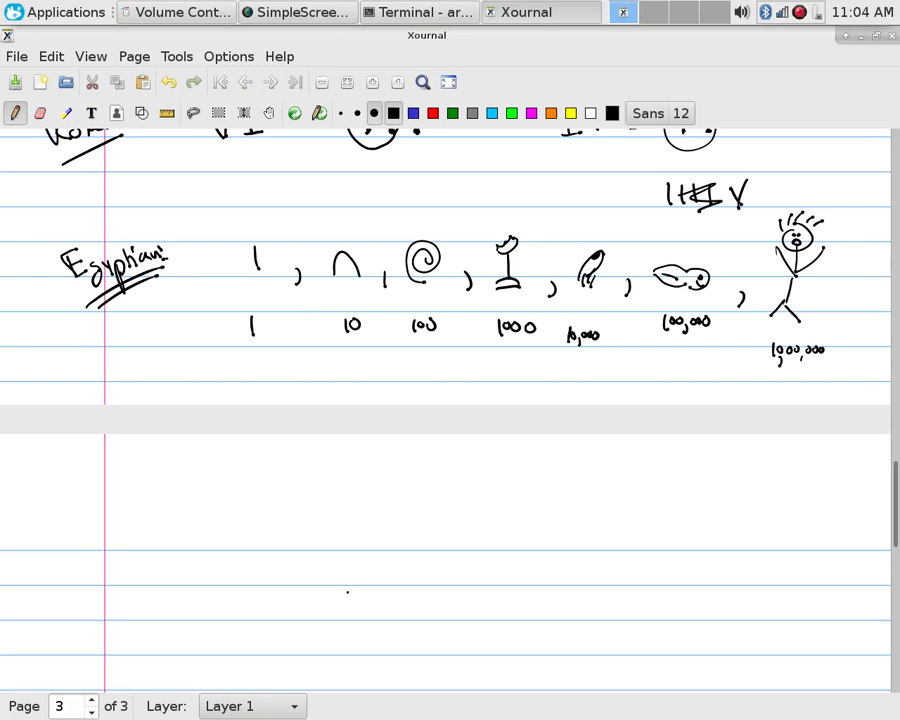 Applications Volume Cont... SimpleScree... Terminal - ar... Xournal 11:04 AM
Xournal
File Edit View Page Tools Options Help
Sans 12
V I
V
Egyptian:
1 10 100 1000 10,000 100,000 1,000,000
Page 3 of 3 Layer: Layer 1